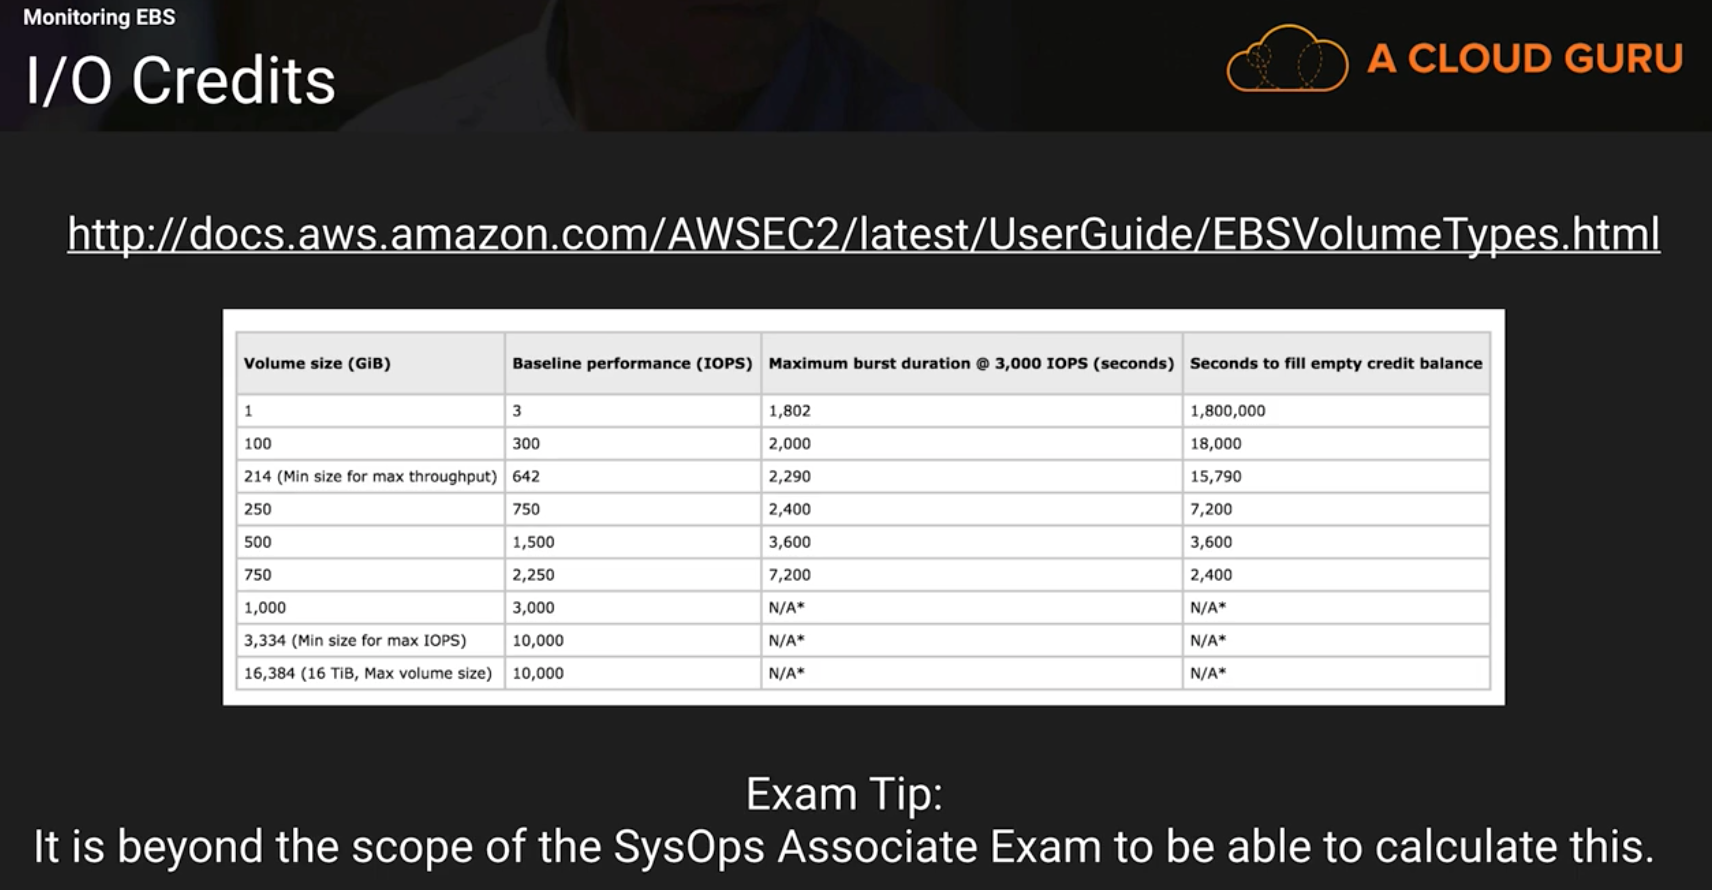 Monitoring EBS
I/O Credits
A CLOUD GURU
http://docs.aws.amazon.com/AWSEC2/latest/UserGuide/EBSVolumeTypes.html
Volume size (GiB) Baseline performance (IOPS) Maximum burst duration @ 3,000 IOPS (seconds) Seconds to fill empty credit balance
1 3 1,802 1,800,000
100 300 2,000 18,000
214 (Min size for max throughput) 642 2,290 15,790
250 750 2,400 7,200
500 1,500 3,600 3,600
750 2,250 7,200 2,400
1,000 3,000 N/A* N/A*
3,334 (Min size for max IOPS) 10,000 N/A* N/A*
16,384 (16 TiB, Max volume size) 10,000 N/A* N/A*
Exam Tip:
It is beyond the scope of the SysOps Associate Exam to be able to calculate this.